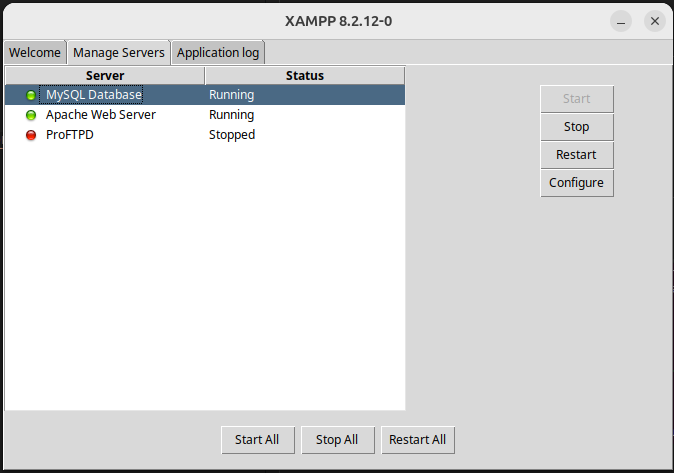 XAMPP 8.2.12-0
Welcome Manage Servers Application log
Server Status
MySQL Database Running
Apache Web Server Running
ProFTPD Stopped
Start
Stop
Restart
Configure
Start All Stop All Restart All